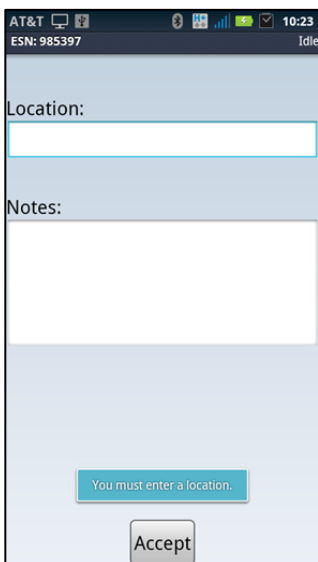 AT&T 10:23
ESN: 985397 Idle
Location:
Notes:
You must enter a location.
Accept